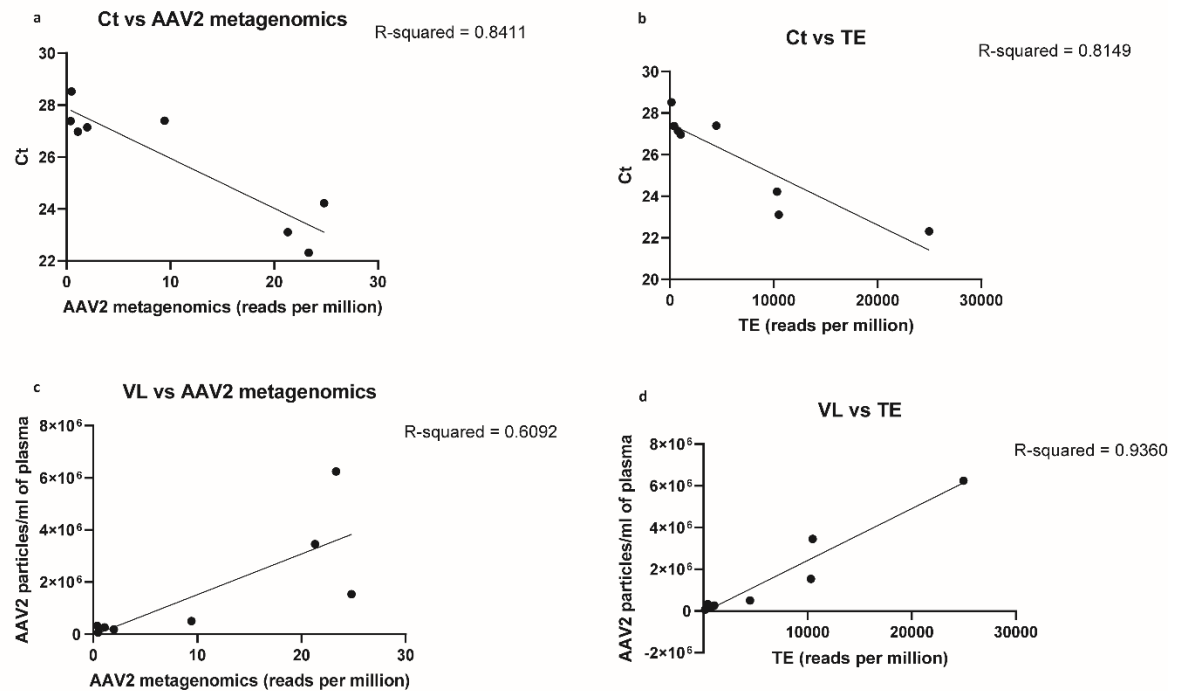 a
Ct vs AAV2 metagenomics
R-squared = 0.8411
30
28
26
24
22
Ct
0
10
20
30
AAV2 metagenomics (reads per million)
b
Ct vs TE
R-squared = 0.8149
30
28
26
24
22
20
Ct
0
10000
20000
30000
TE (reads per million)
c
VL vs AAV2 metagenomics
R-squared = 0.6092
8×10⁶
6×10⁶
4×10⁶
2×10⁶
0
AAV2 particles/ml of plasma
0
10
20
30
AAV2 metagenomics (reads per million)
d
VL vs TE
R-squared = 0.9360
8×10⁶
6×10⁶
4×10⁶
2×10⁶
0
-2×10⁶
AAV2 particles/ml of plasma
10000
20000
30000
TE (reads per million)